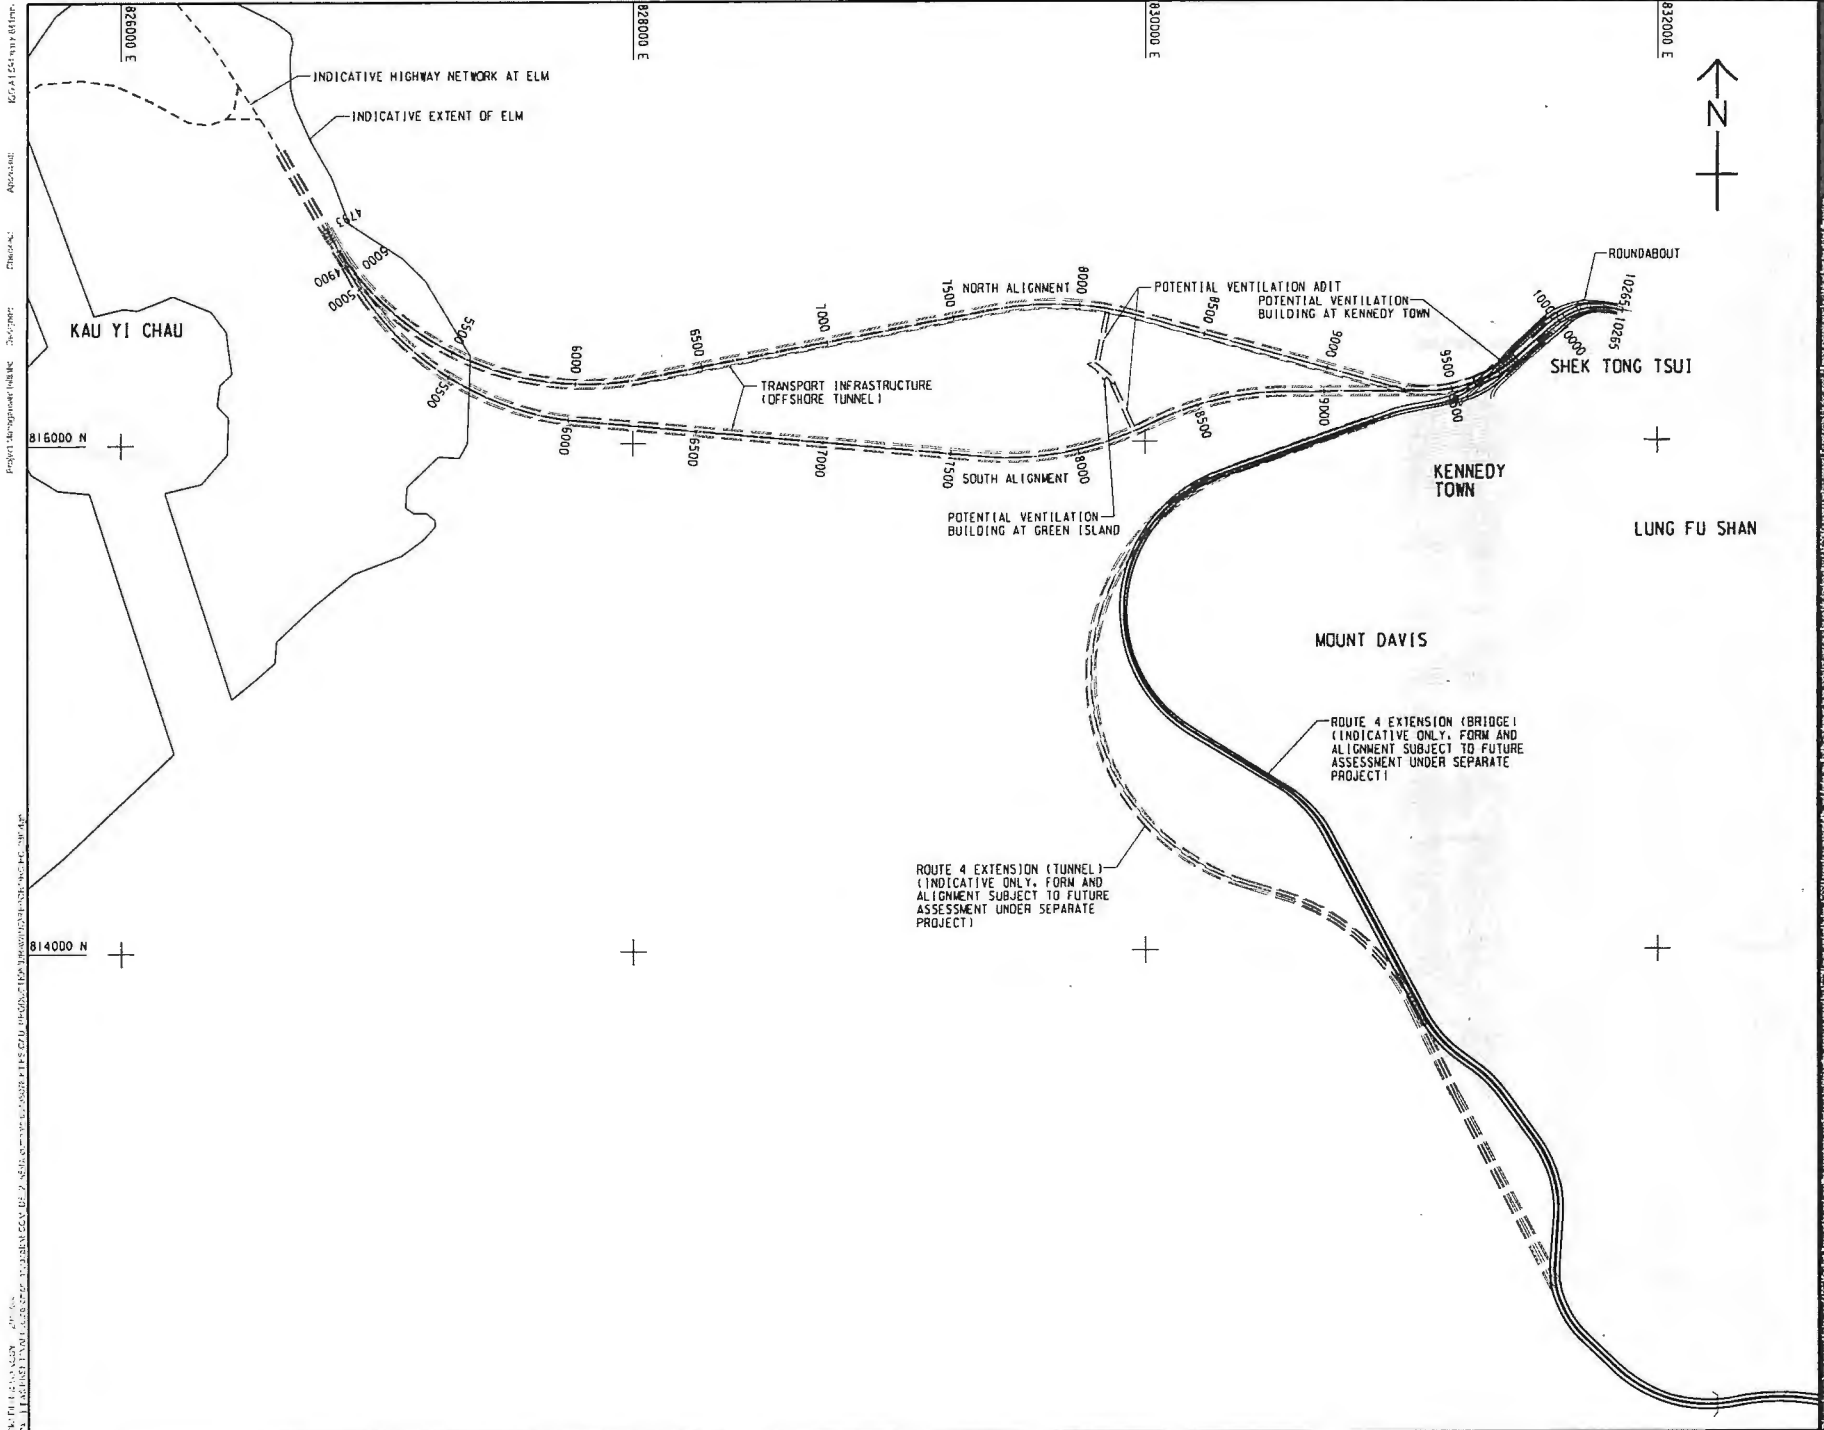 826000 E
828000 E
830000 E
832000 E
INDICATIVE HIGHWAY NETWORK AT ELM
INDICATIVE EXTENT OF ELM
N
4793
4900
5000
5000
5500
5500
6000
6000
6500
6500
7000
7000
7500
7500
8000
8000
8500
8500
9000
9000
9500
10265
10265
NORTH ALIGNMENT
SOUTH ALIGNMENT
POTENTIAL VENTILATION ADIT
POTENTIAL VENTILATION
BUILDING AT KENNEDY TOWN
ROUNDABOUT
KAU YI CHAU
TRANSPORT INFRASTRUCTURE
(OFFSHORE TUNNEL)
SHEK TONG TSUI
816000 N
KENNEDY
TOWN
POTENTIAL VENTILATION
BUILDING AT GREEN ISLAND
LUNG FU SHAN
MOUNT DAVIS
ROUTE 4 EXTENSION (BRIDGE)
(INDICATIVE ONLY, FORM AND
ALIGNMENT SUBJECT TO FUTURE
ASSESSMENT UNDER SEPARATE
PROJECT)
ROUTE 4 EXTENSION (TUNNEL)
(INDICATIVE ONLY, FORM AND
ALIGNMENT SUBJECT TO FUTURE
ASSESSMENT UNDER SEPARATE
PROJECT)
814000 N